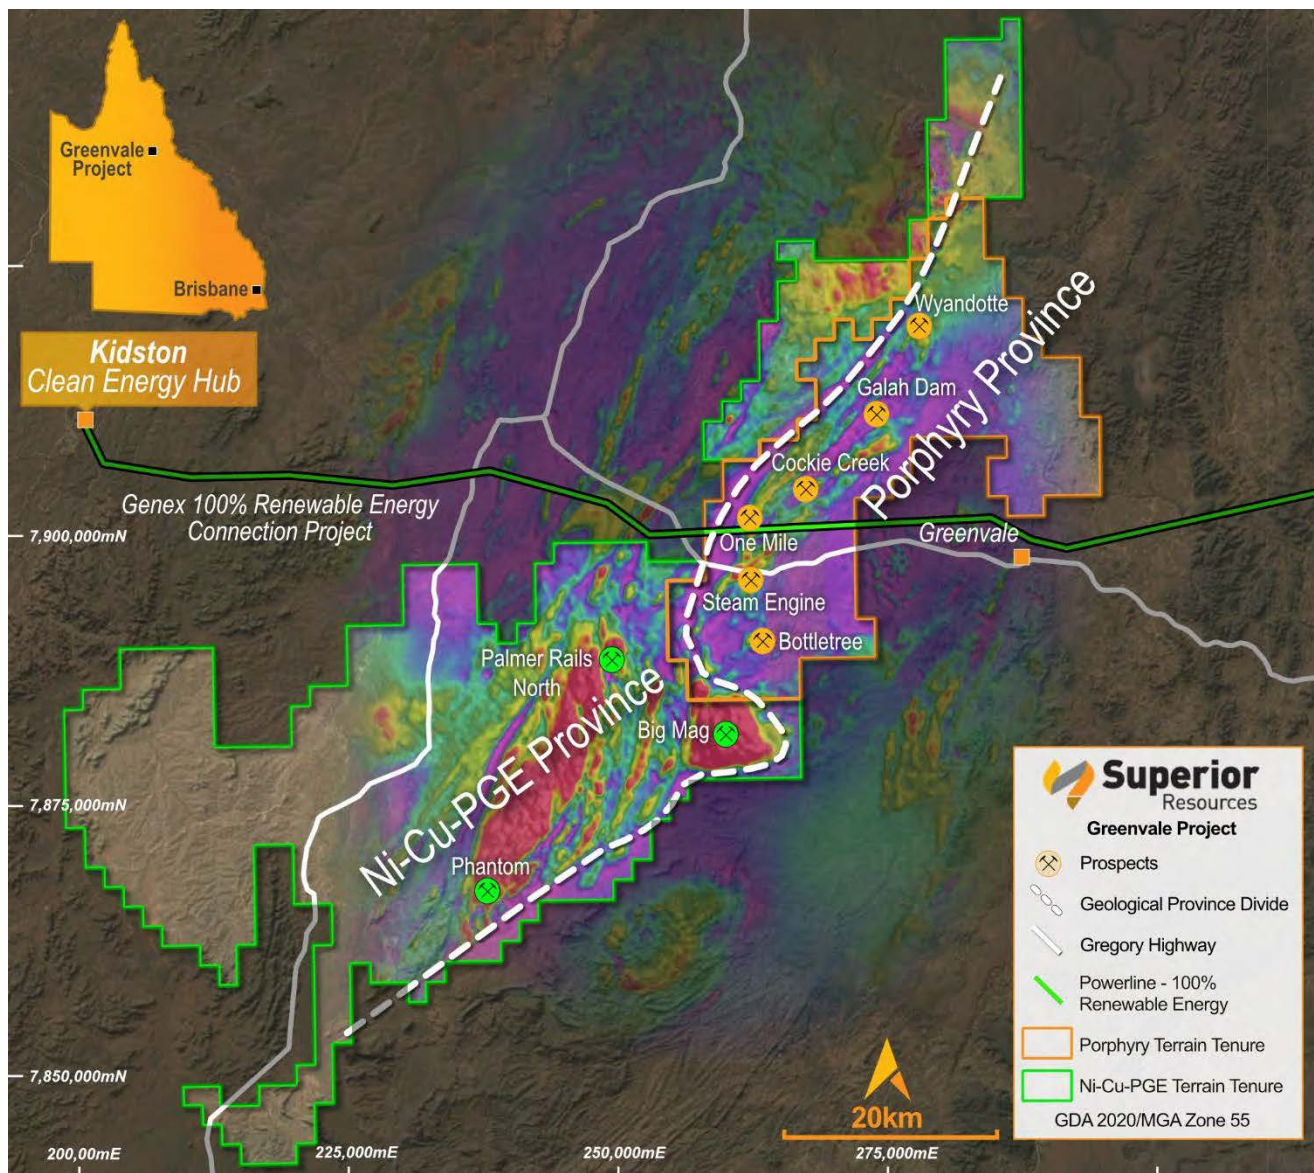 Greenvale
Project
Brisbane
Kidston
Clean Energy Hub
Genex 100% Renewable Energy
Connection Project
Wyandotte
Galah Dam
Cockie Creek
Porphyry Province
Greenvale
One Mile
Steam Engine
Bottletree
Palmer Rails
North
Big Mag
Ni-Cu-PGE Province
Phantom
7,900,000mN
7,875,000mN
7,850,000mN
200,00mE
225,000mE
250,000mE
275,000mE
20km
Superior
Resources
Greenvale Project
Prospects
Geological Province Divide
Gregory Highway
Powerline - 100%
Renewable Energy
Porphyry Terrain Tenure
Ni-Cu-PGE Terrain Tenure
GDA 2020/MGA Zone 55